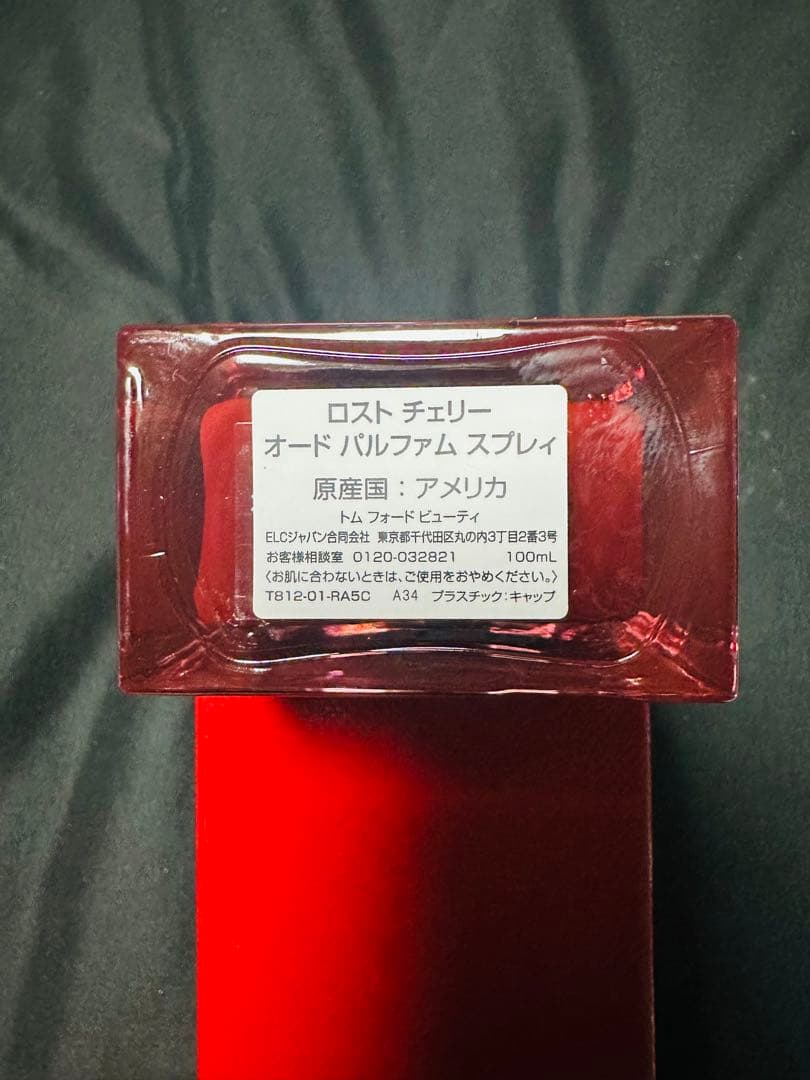 ロスト チェリー
オード パルファム スプレィ
原産国：アメリカ
トム フォード ビューティ
ELCジャパン合同会社 東京都千代田区丸の内3丁目2番3号
お客様相談室 0120-032821 100mL
〈お肌に合わないときは、ご使用をおやめください。〉
T812-01-RA5C A34 プラスチック：キャップ